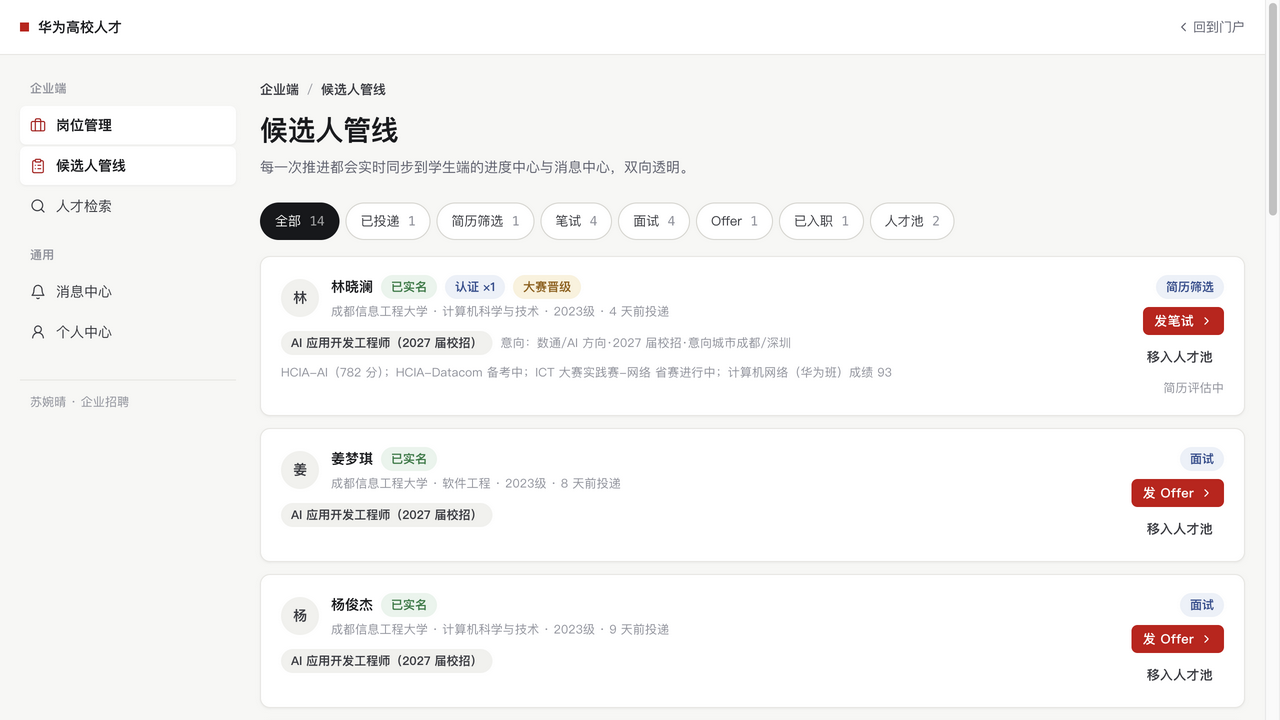 华为高校人才
回到门户
企业端
岗位管理
候选人管线
人才检索
通用
消息中心
个人中心
苏婉晴 · 企业招聘
企业端 / 候选人管线
候选人管线
每一次推进都会实时同步到学生端的进度中心与消息中心，双向透明。
全部 14 已投递 1 简历筛选 1 笔试 4 面试 4 Offer 1 已入职 1 人才池 2
林 林晓澜 已实名 认证 ×1 大赛晋级 简历筛选
成都信息工程大学 · 计算机科学与技术 · 2023级 · 4 天前投递
发笔试
AI 应用开发工程师（2027 届校招） 意向：数通/AI 方向·2027 届校招·意向城市成都/深圳
移入人才池
HCIA-AI（782 分）；HCIA-Datacom 备考中；ICT 大赛实践赛-网络 省赛进行中；计算机网络（华为班）成绩 93
简历评估中
姜 姜梦琪 已实名 面试
成都信息工程大学 · 软件工程 · 2023级 · 8 天前投递
发 Offer
AI 应用开发工程师（2027 届校招）
移入人才池
杨 杨俊杰 已实名 面试
成都信息工程大学 · 计算机科学与技术 · 2023级 · 9 天前投递
发 Offer
AI 应用开发工程师（2027 届校招）
移入人才池